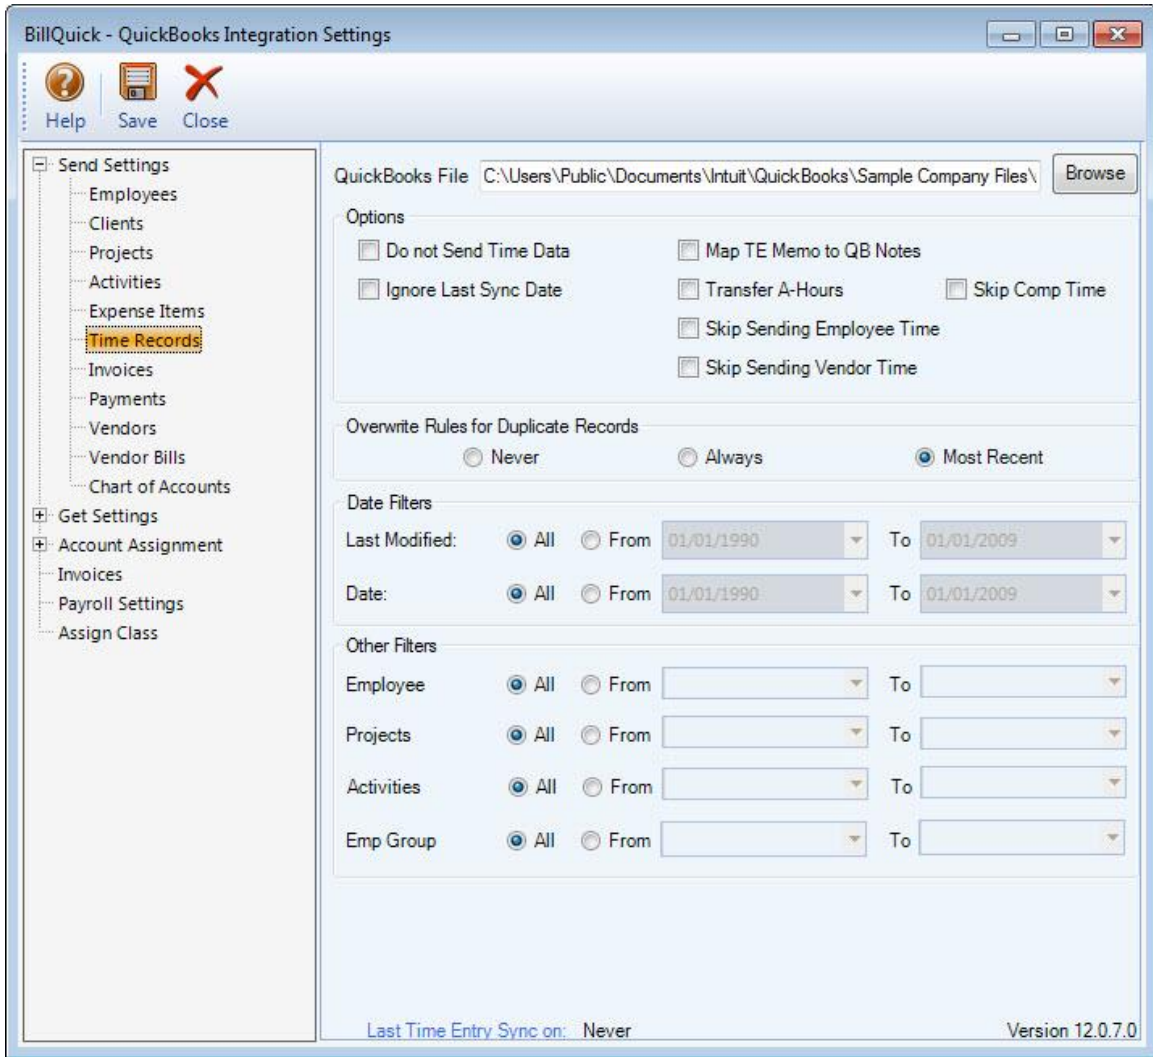 BillQuick - QuickBooks Integration Settings
Help Save Close
Send Settings
Employees
Clients
Projects
Activities
Expense Items
Time Records
Invoices
Payments
Vendors
Vendor Bills
Chart of Accounts
Get Settings
Account Assignment
Invoices
Payroll Settings
Assign Class
QuickBooks File C:\Users\Public\Documents\Intuit\QuickBooks\Sample Company Files\ Browse
Options
Do not Send Time Data Map TE Memo to QB Notes
Ignore Last Sync Date Transfer A-Hours Skip Comp Time
Skip Sending Employee Time
Skip Sending Vendor Time
Overwrite Rules for Duplicate Records
Never Always Most Recent
Date Filters
Last Modified: All From 01/01/1990 To 01/01/2009
Date: All From 01/01/1990 To 01/01/2009
Other Filters
Employee All From To
Projects All From To
Activities All From To
Emp Group All From To
Last Time Entry Sync on: Never Version 12.0.7.0